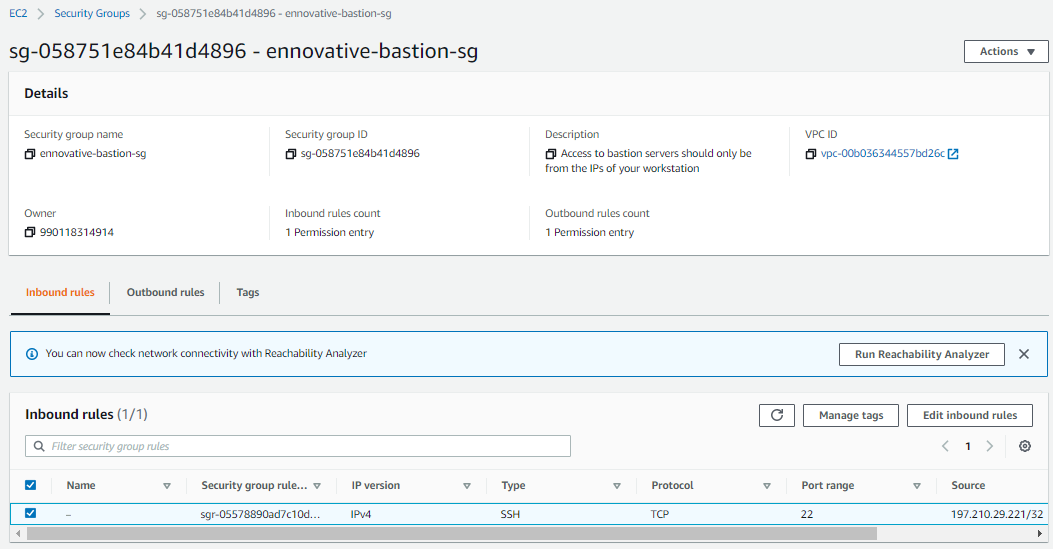 EC2 > Security Groups > sg-058751e84b41d4896 - ennovative-bastion-sg
sg-058751e84b41d4896 - ennovative-bastion-sg
Actions
Details
Security group name
ennovative-bastion-sg
Security group ID
sg-058751e84b41d4896
Description
Access to bastion servers should only be
from the IPs of your workstation
VPC ID
vpc-00b036344557bd26c
Owner
990118314914
Inbound rules count
1 Permission entry
Outbound rules count
1 Permission entry
Inbound rules Outbound rules Tags
You can now check network connectivity with Reachability Analyzer
Run Reachability Analyzer
Inbound rules (1/1)
Manage tags
Edit inbound rules
Filter security group rules
1
Name Security group rule... IP version Type Protocol Port range Source
– sgr-05578890ad7c10d... IPv4 SSH TCP 22 197.210.29.221/32